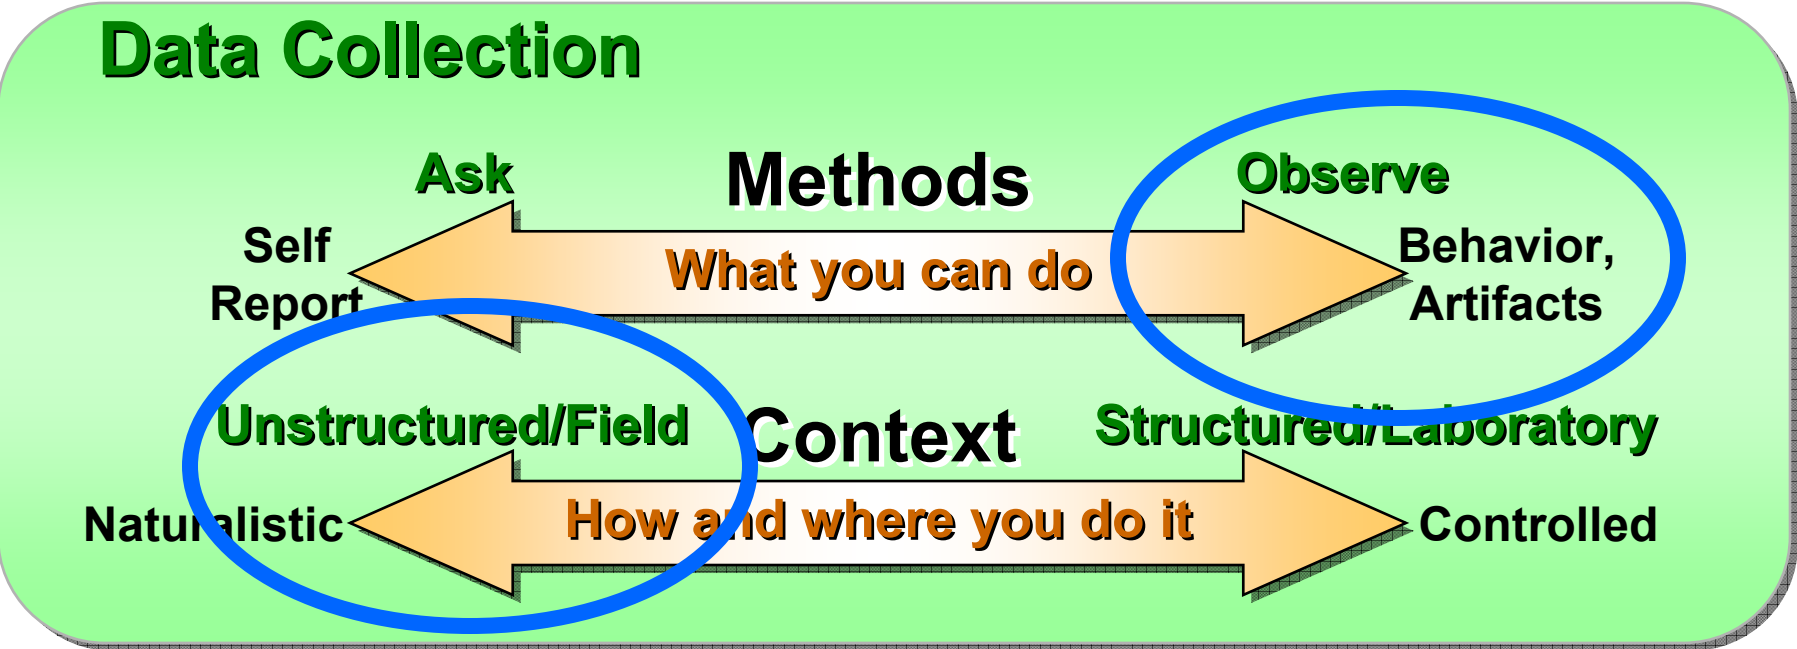 Data Collection
Ask
Methods
Observe
Self
Report
What you can do
Behavior,
Artifacts
Unstructured/Field
Context
Structured/Laboratory
Naturalistic
How and where you do it
Controlled